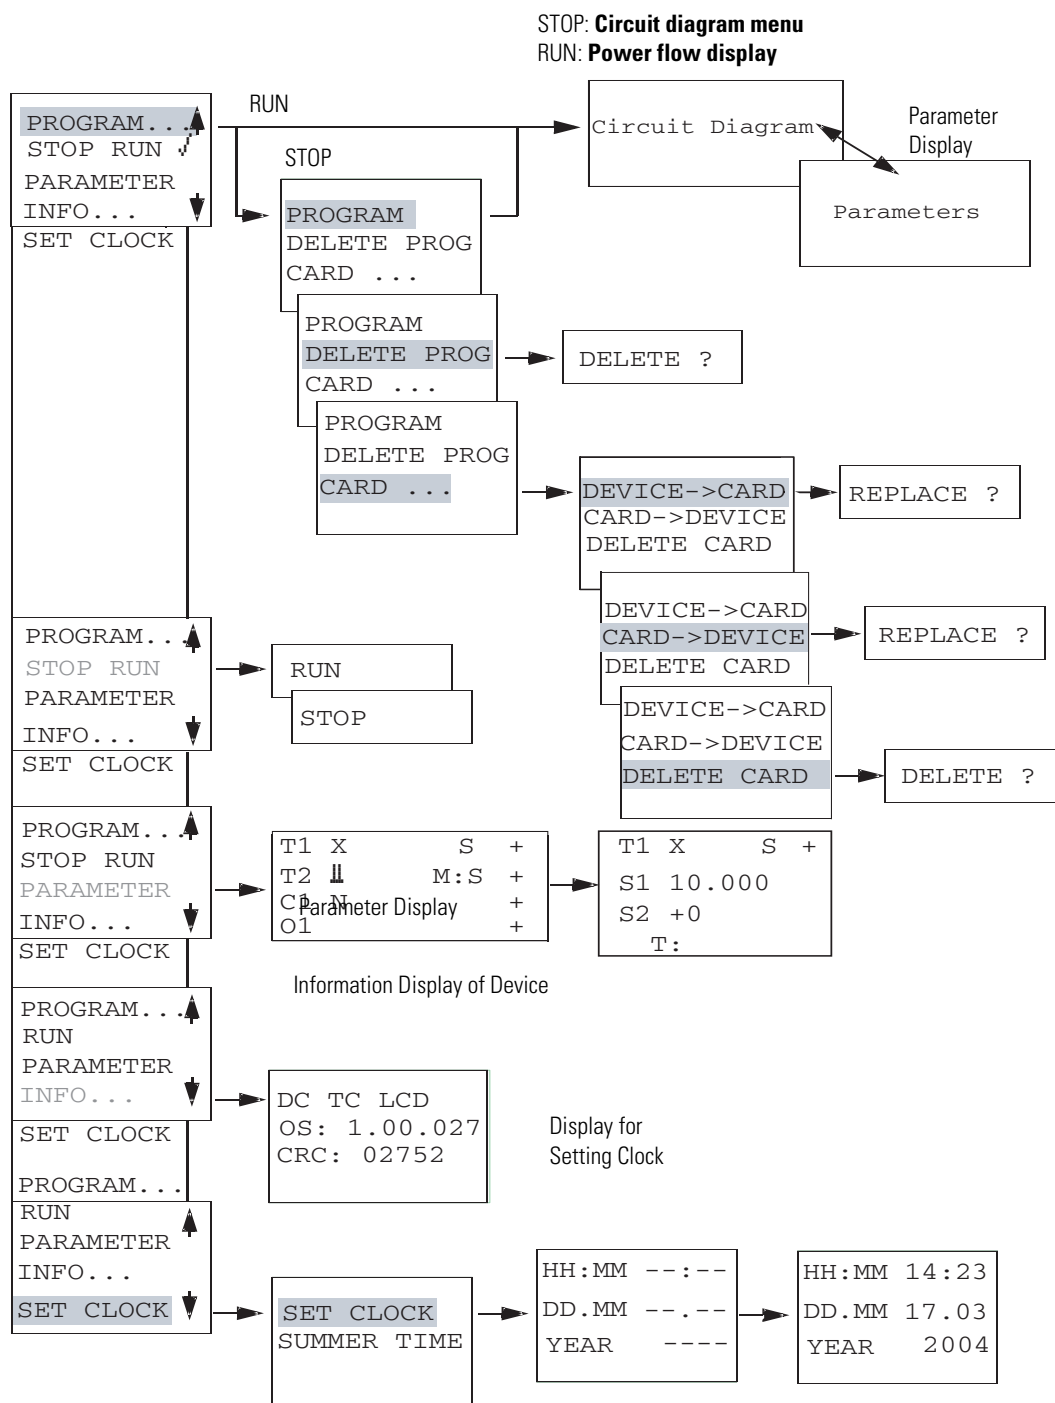 STOP: Circuit diagram menu
RUN: Power flow display
PROGRAM...
STOP RUN √
PARAMETER
INFO...
SET CLOCK
RUN
STOP
Circuit Diagram
Parameter
Display
Parameters
PROGRAM
DELETE PROG
CARD ...
PROGRAM
DELETE PROG
CARD ...
DELETE ?
PROGRAM
DELETE PROG
CARD ...
DEVICE->CARD
CARD->DEVICE
DELETE CARD
REPLACE ?
DEVICE->CARD
CARD->DEVICE
DELETE CARD
REPLACE ?
DEVICE->CARD
CARD->DEVICE
DELETE CARD
DELETE ?
PROGRAM...
STOP RUN
PARAMETER
INFO...
SET CLOCK
RUN
STOP
PROGRAM...
STOP RUN
PARAMETER
INFO...
SET CLOCK
T1 X S +
T2 M:S +
C1 N +
O1 +
Parameter Display
T1 X S +
S1 10.000
S2 +0
T:
Information Display of Device
PROGRAM...
RUN
PARAMETER
INFO...
SET CLOCK
DC TC LCD
OS: 1.00.027
CRC: 02752
Display for
Setting Clock
PROGRAM...
RUN
PARAMETER
INFO...
SET CLOCK
SET CLOCK
SUMMER TIME
HH:MM --:--
DD.MM --.--
YEAR ----
HH:MM 14:23
DD.MM 17.03
YEAR 2004